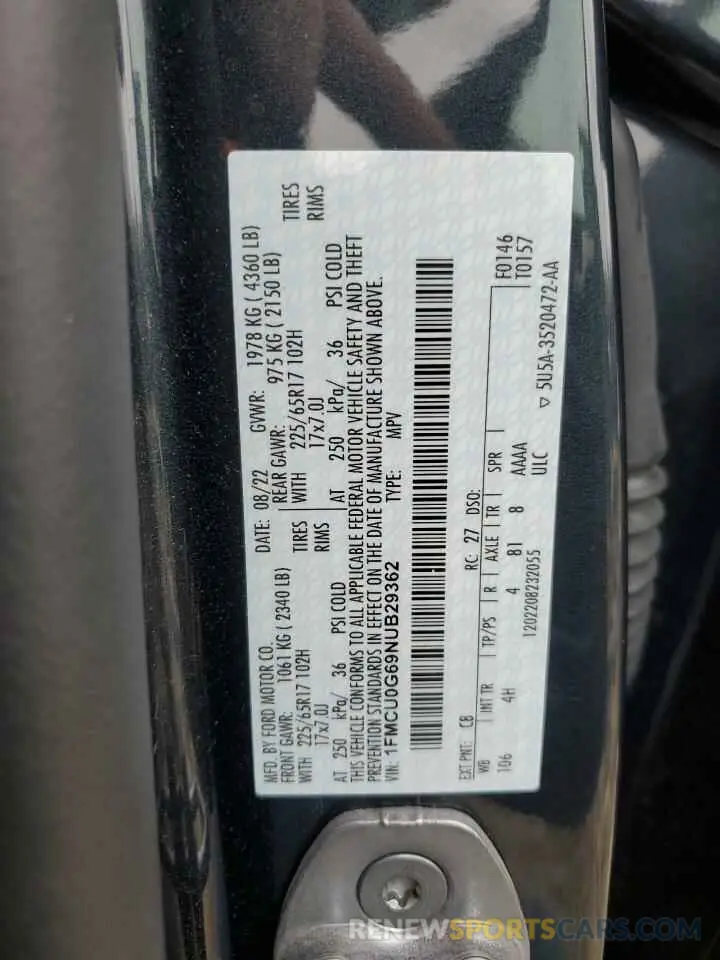 MFD. BY FORD MOTOR CO. DATE: 08/22 GVWR: 1978 KG ( 4360 LB)
FRONT GAWR: 1061 KG ( 2340 LB) REAR GAWR: 975 KG ( 2150 LB)
WITH 225/65R17 102H TIRES WITH 225/65R17 102H TIRES
17x7.0J RIMS 17x7.0J RIMS
AT 250 kPa/ 36 PSI COLD AT 250 kPa/ 36 PSI COLD
THIS VEHICLE CONFORMS TO ALL APPLICABLE FEDERAL MOTOR VEHICLE SAFETY AND THEFT
PREVENTION STANDARDS IN EFFECT ON THE DATE OF MANUFACTURE SHOWN ABOVE.
VIN: 1FMCU0G69NUB29362 TYPE: MPV
EXT PNT: C8 RC: 27 DSO: F0146
WB INT TR TP/PS R AXLE TR SPR T0157
106 4H 4 81 8 AAAA
1202208232055 ULC ▽ 5U5A-3520472-AA
RENEWSPORTSCARS.COM